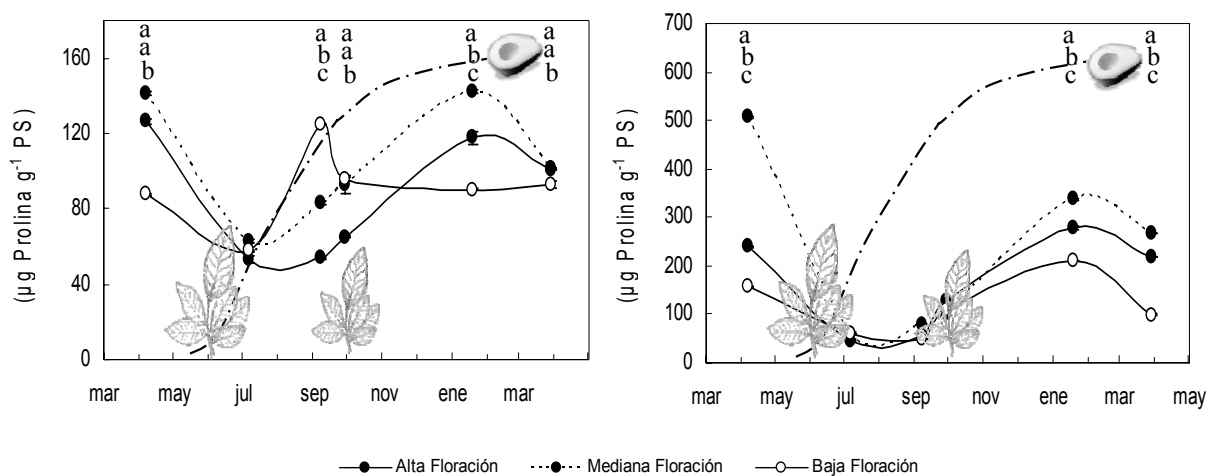 160
120
80
40
0
(µg Prolina g-1 PS)
a
a
b
a
b
c
a
a
b
a
b
c
a
a
b
mar may jul sep nov ene mar
700
600
500
400
300
200
100
0
(µg Prolina g-1 PS)
a
b
c
a
b
c
a
b
c
mar may jul sep nov ene mar may
Alta Floración Mediana Floración Baja Floración